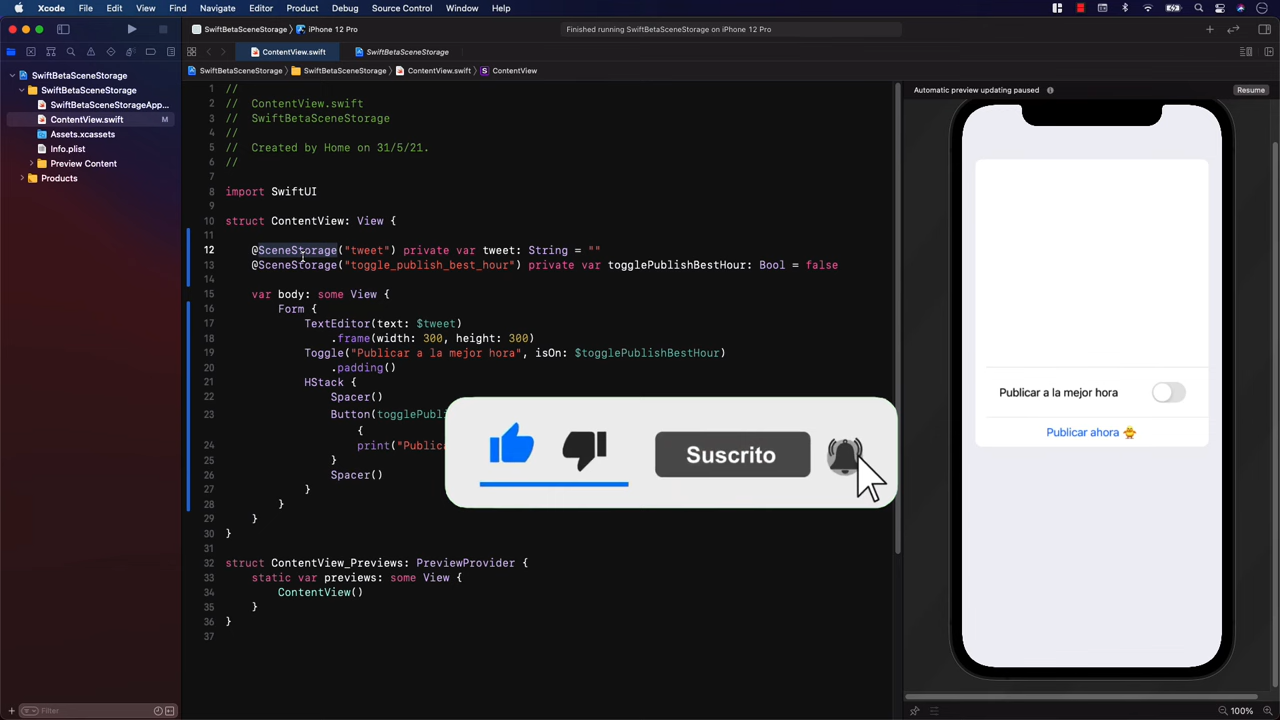 Xcode File Edit View Find Navigate Editor Product Debug Source Control Window Help
SwiftBetaSceneStorage iPhone 12 Pro
Finished running SwiftBetaSceneStorage on iPhone 12 Pro
ContentView.swift SwiftBetaSceneStorage
SwiftBetaSceneStorage SwiftBetaSceneStorage ContentView.swift S ContentView
SwiftBetaSceneStorage
SwiftBetaSceneStorage
SwiftBetaSceneStorageApp...
ContentView.swift M
Assets.xcassets
Info.plist
Preview Content
Products
Filter
1 //
2 // ContentView.swift
3 // SwiftBetaSceneStorage
4 //
5 // Created by Home on 31/5/21.
6 //
7
8 import SwiftUI
9
10 struct ContentView: View {
11
12 @SceneStorage("tweet") private var tweet: String = ""
13 @SceneStorage("toggle_publish_best_hour") private var togglePublishBestHour: Bool = false
14
15 var body: some View {
16 Form {
17 TextEditor(text: $tweet)
18 .frame(width: 300, height: 300)
19 Toggle("Publicar a la mejor hora", isOn: $togglePublishBestHour)
20 .padding()
21 HStack {
22 Spacer()
23 Button(togglePubli
{
24 print("Publica
25 }
26 Spacer()
27 }
28 }
29 }
30 }
31
32 struct ContentView_Previews: PreviewProvider {
33 static var previews: some View {
34 ContentView()
35 }
36 }
37
Suscrito
Automatic preview updating paused Resume
Publicar a la mejor hora
Publicar ahora 🐥
100%